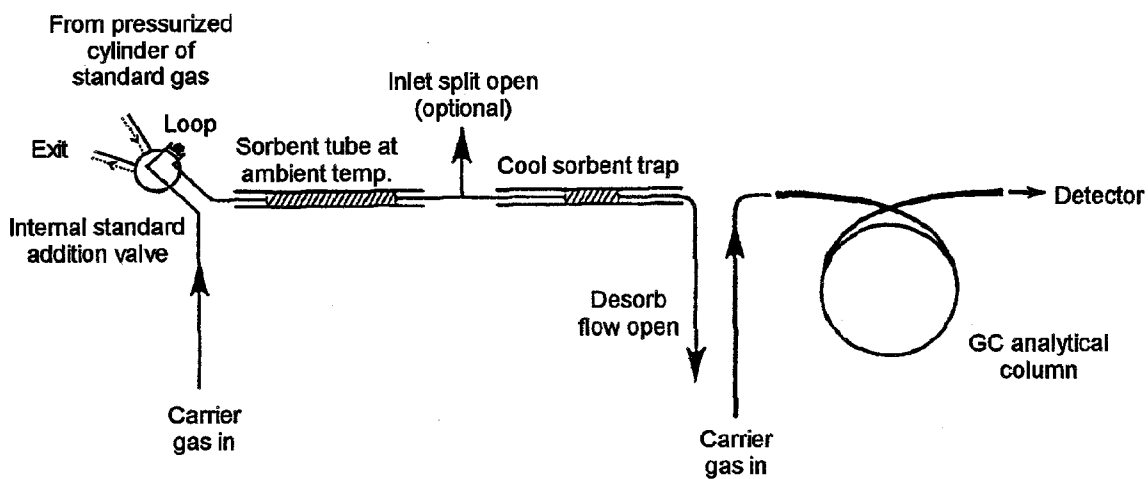 From pressurized
cylinder of
standard gas
Loop
Exit
Internal standard
addition valve
Carrier
gas in
Sorbent tube at
ambient temp.
Inlet split open
(optional)
Cool sorbent trap
Desorb
flow open
Carrier
gas in
Detector
GC analytical
column